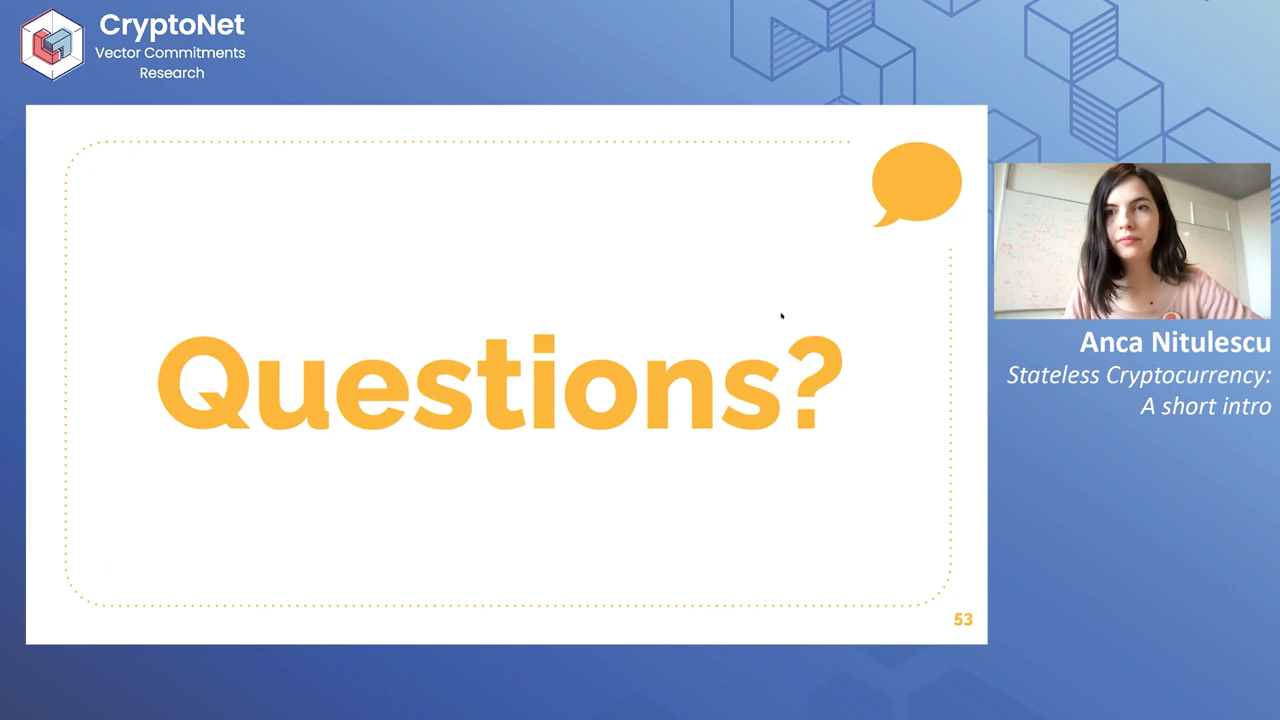 CryptoNet
Vector Commitments
Research
Questions?
53
Anca Nitulescu
Stateless Cryptocurrency:
A short intro